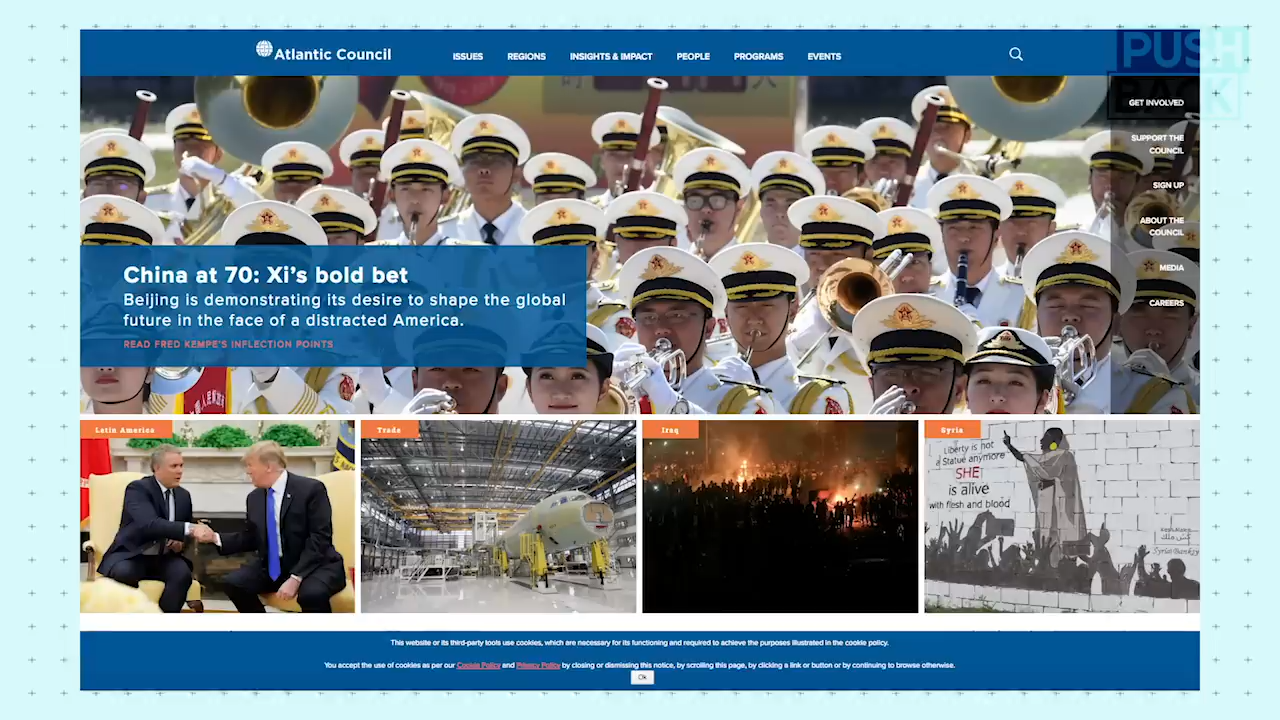 Atlantic Council
ISSUES
REGIONS
INSIGHTS & IMPACT
PEOPLE
PROGRAMS
EVENTS
PUSH
BACK
GET INVOLVED
SUPPORT THE
COUNCIL
SIGN UP
ABOUT THE
COUNCIL
MEDIA
CAREERS
China at 70: Xi's bold bet
Beijing is demonstrating its desire to shape the global
future in the face of a distracted America.
READ FRED KEMPE'S INFLECTION POINTS
Latin America
Trade
Iraq
Syria
Liberty is not
a Statue anymore
SHE
is alive
with flesh and blood
Syrian Banksy
This website or its third-party tools use cookies, which are necessary for its functioning and required to achieve the purposes illustrated in the cookie policy.
You accept the use of cookies as per our Cookie Policy and Privacy Policy by closing or dismissing this notice, by scrolling this page, by clicking a link or button or by continuing to browse otherwise.
Ok